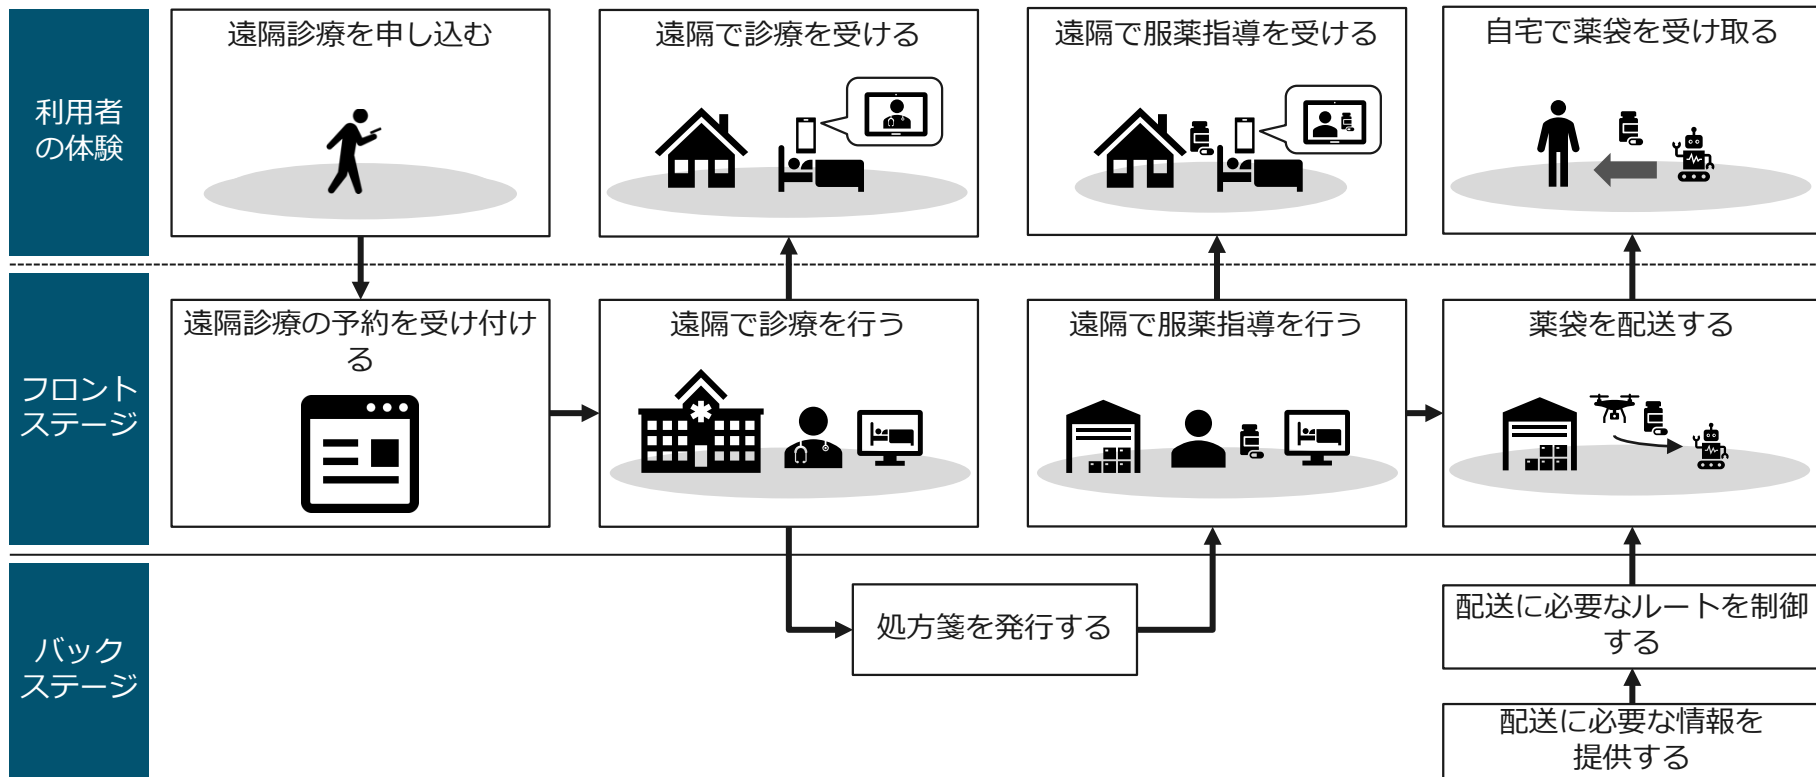 利用者
の体験
遠隔診療を申し込む
遠隔で診療を受ける
遠隔で服薬指導を受ける
自宅で薬袋を受け取る
フロント
ステージ
遠隔診療の予約を受け付け
る
遠隔で診療を行う
遠隔で服薬指導を行う
薬袋を配送する
バック
ステージ
処方箋を発行する
配送に必要なルートを制御
する
配送に必要な情報を
提供する